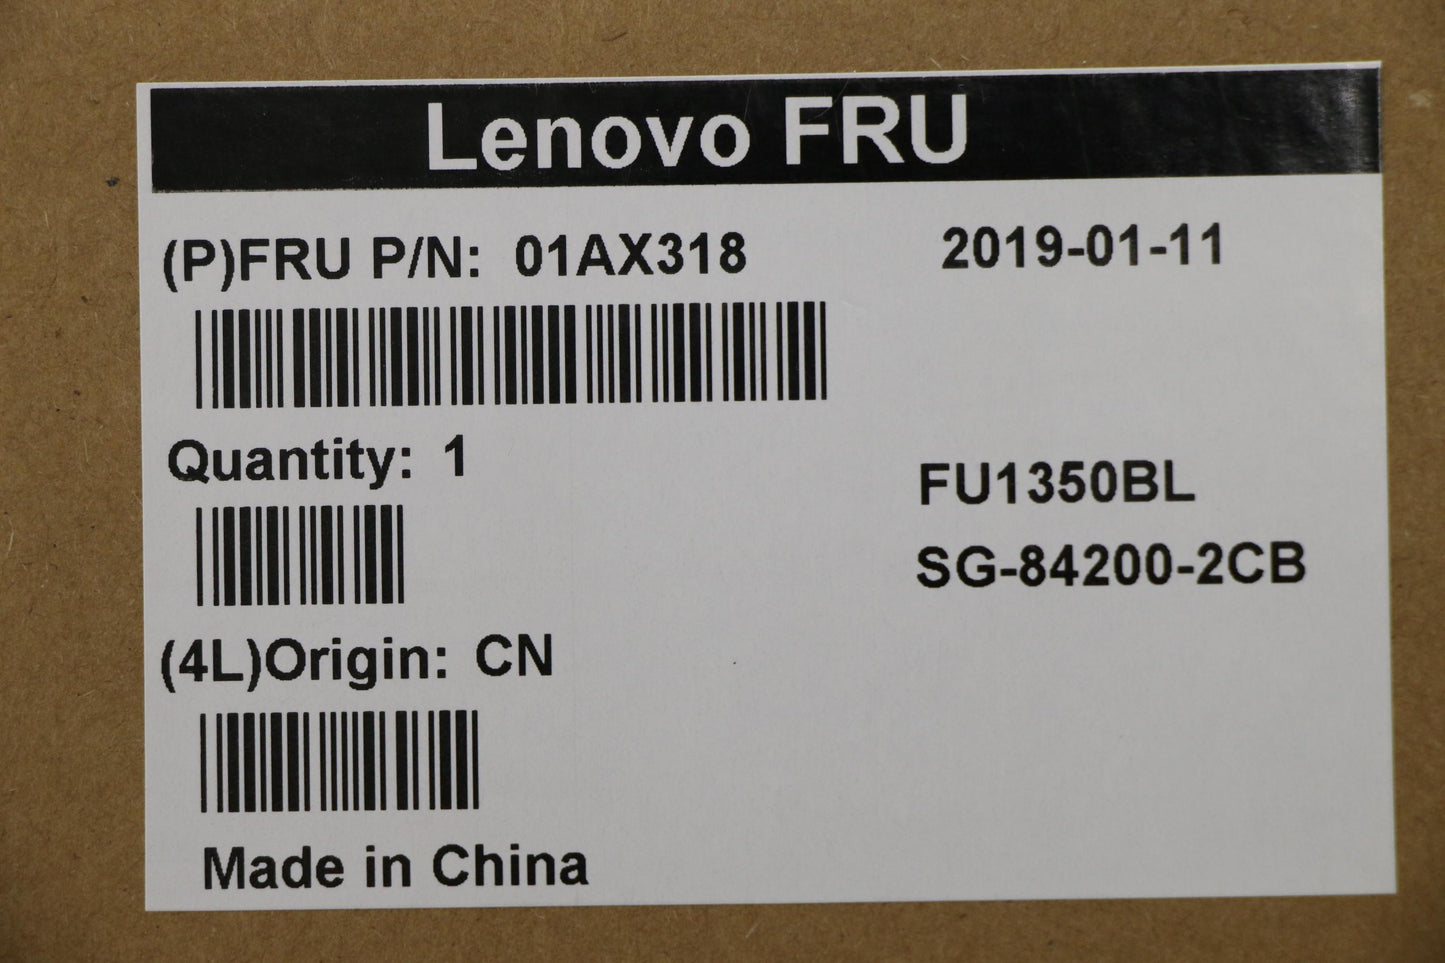 Lenovo FRU
(P)FRU P/N: 01AX318
2019-01-11
Quantity: 1
FU1350BL
SG-84200-2CB
(4L)Origin: CN
Made in China